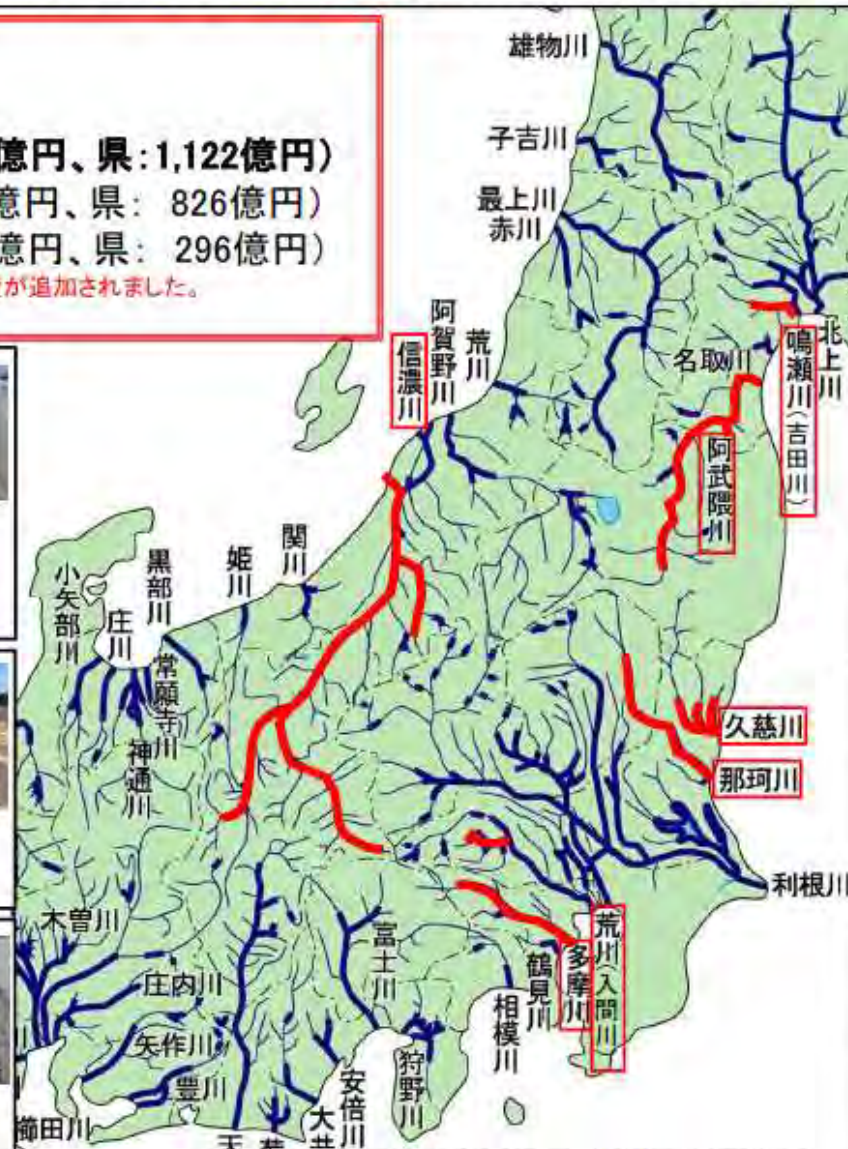 億円、県：1,122億円）
億円、県： 826億円）
億円、県： 296億円）
が追加されました。
雄物川
子吉川
最上川
赤川
北上川
鳴瀬川（吉田川）
名取川
阿武隈川
荒川
阿賀野川
信濃川
関川
姫川
黒部川
常願寺川
神通川
庄川
小矢部川
久慈川
那珂川
利根川
荒川（入間川）
多摩川
鶴見川
相模川
富士川
狩野川
安倍川
大井
木曽川
庄内川
矢作川
豊川
櫛田川
天
川